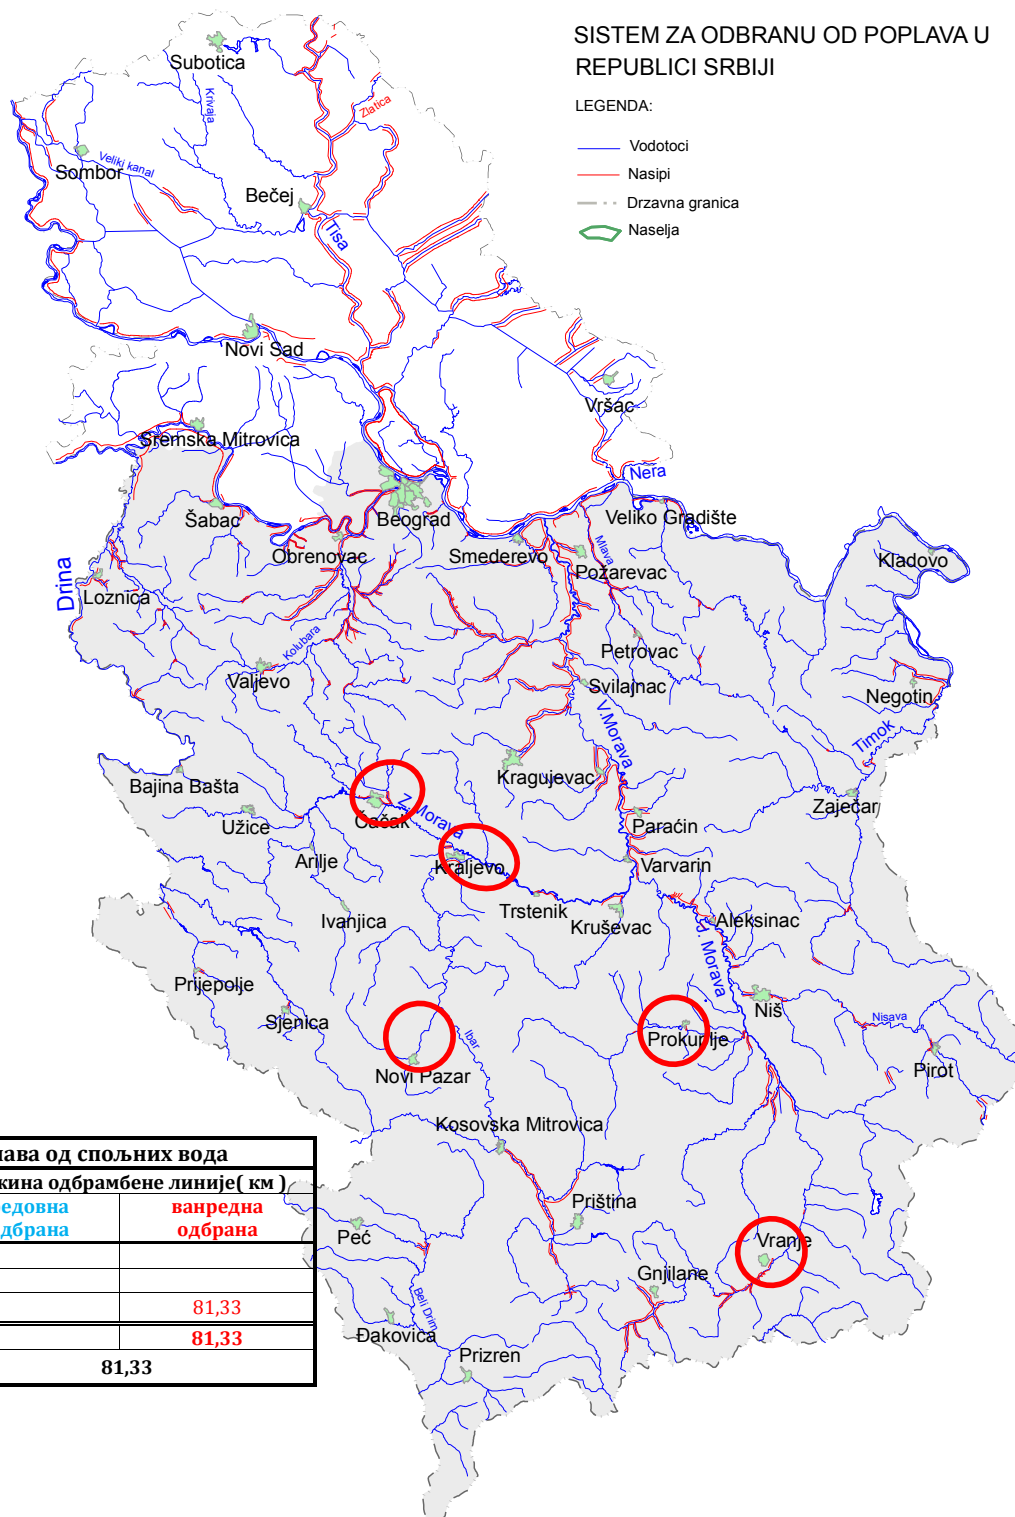 SISTEM ZA ODBRANU OD POPLAVA U
REPUBLICI SRBIJI
LEGENDA:
Vodotoci
Nasipi
Drzavna granica
Naselja
Subotica
Krivaja
Zlatica
Sombor
Veliki kanal
Bečej
Tisa
Novi Sad
Vršac
Sremska Mitrovica
Nera
Šabac
Beograd
Veliko Gradište
Obrenovac
Smederevo
Mlava
Požarevac
Kladovo
Drina
Loznica
Kolubara
Petrovac
Valjevo
Svilajnac
Negotin
V.Morava
Timok
Bajina Bašta
Kragujevac
Zaječar
Čačak
Z. Morava
Užice
Paraćin
Arilje
Kraljevo
Varvarin
Ivanjica
Trstenik
Kruševac
Aleksinac
J. Morava
Prijepolje
Sjenica
Niš
Nisava
Ibar
Prokuplje
Novi Pazar
Pirot
Kosovska Mitrovica
лава од спољних вода
жина одбрамбене линије( км )
едовна
дбрана
ванредна
одбрана
81,33
81,33
81,33
Priština
Peć
Vranje
Gnjilane
Beli Drim
Đakovica
Prizren